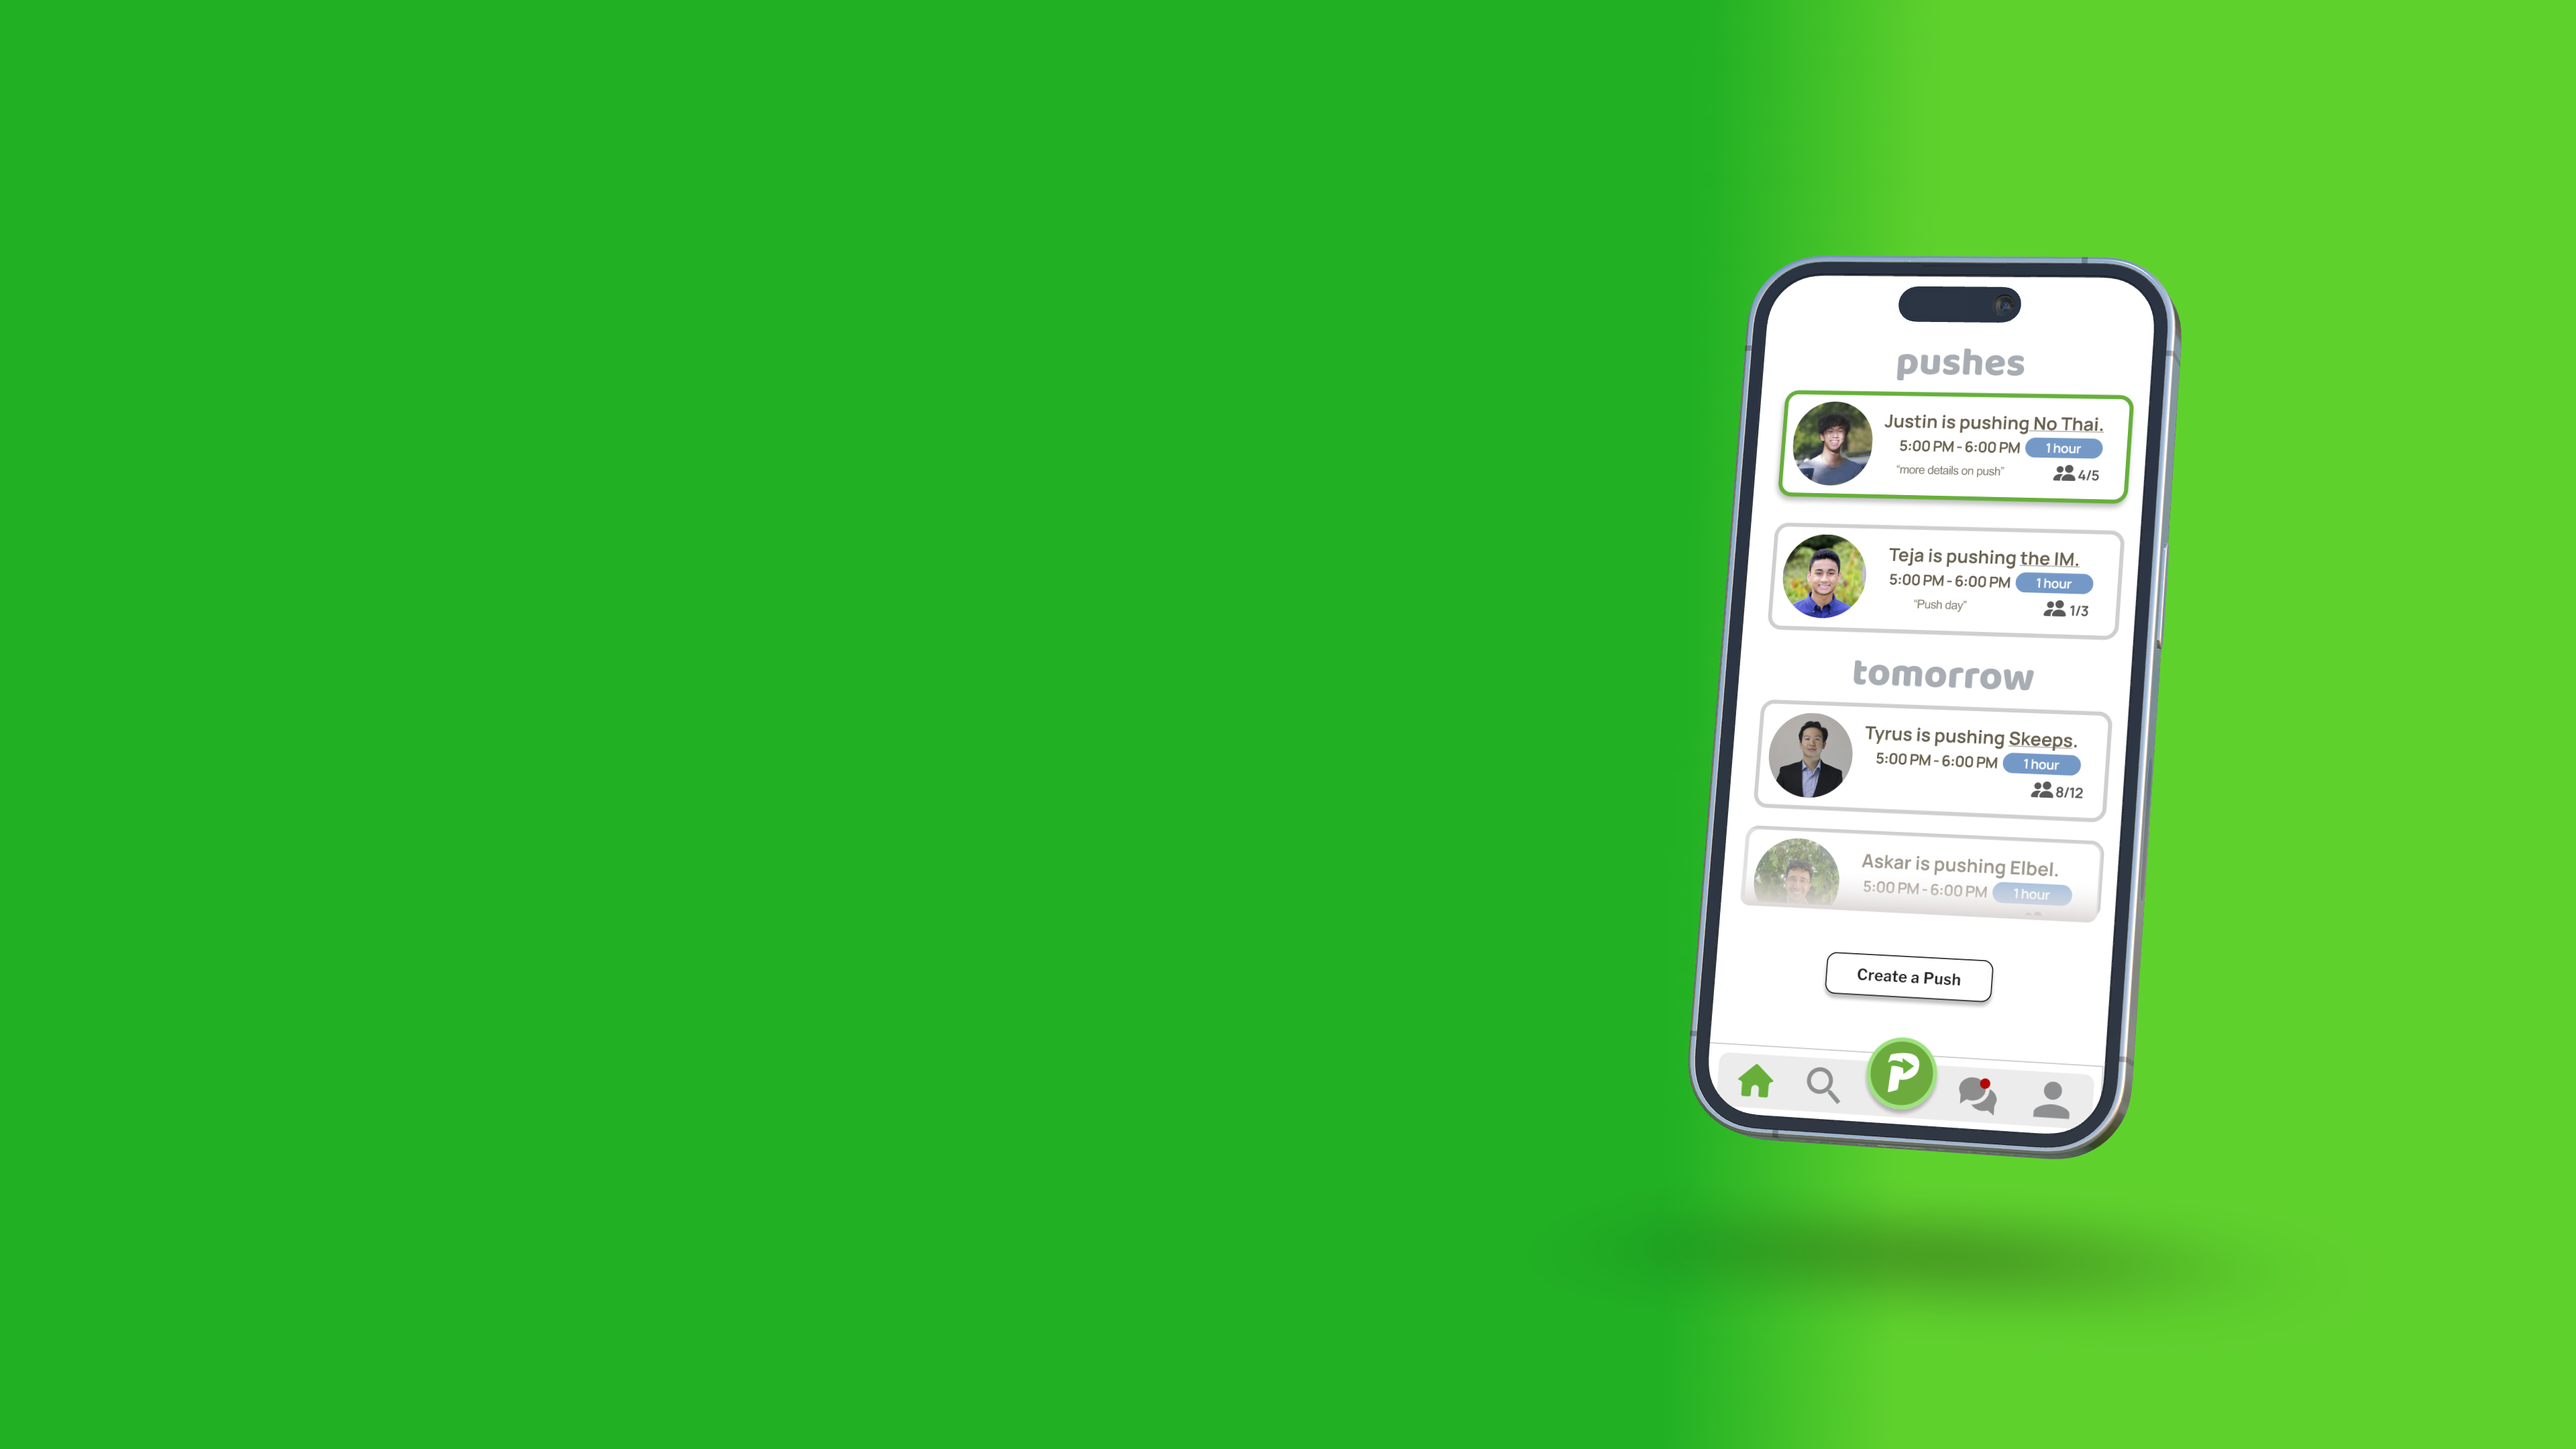 pushes
Justin is pushing No Thai.
5:00 PM - 6:00 PM 1 hour
“more details on push” 4/5
Teja is pushing the IM.
5:00 PM - 6:00 PM 1 hour
“Push day” 1/3
tomorrow
Tyrus is pushing Skeeps.
5:00 PM - 6:00 PM 1 hour
8/12
Askar is pushing Elbel.
5:00 PM - 6:00 PM 1 hour
Create a Push
P